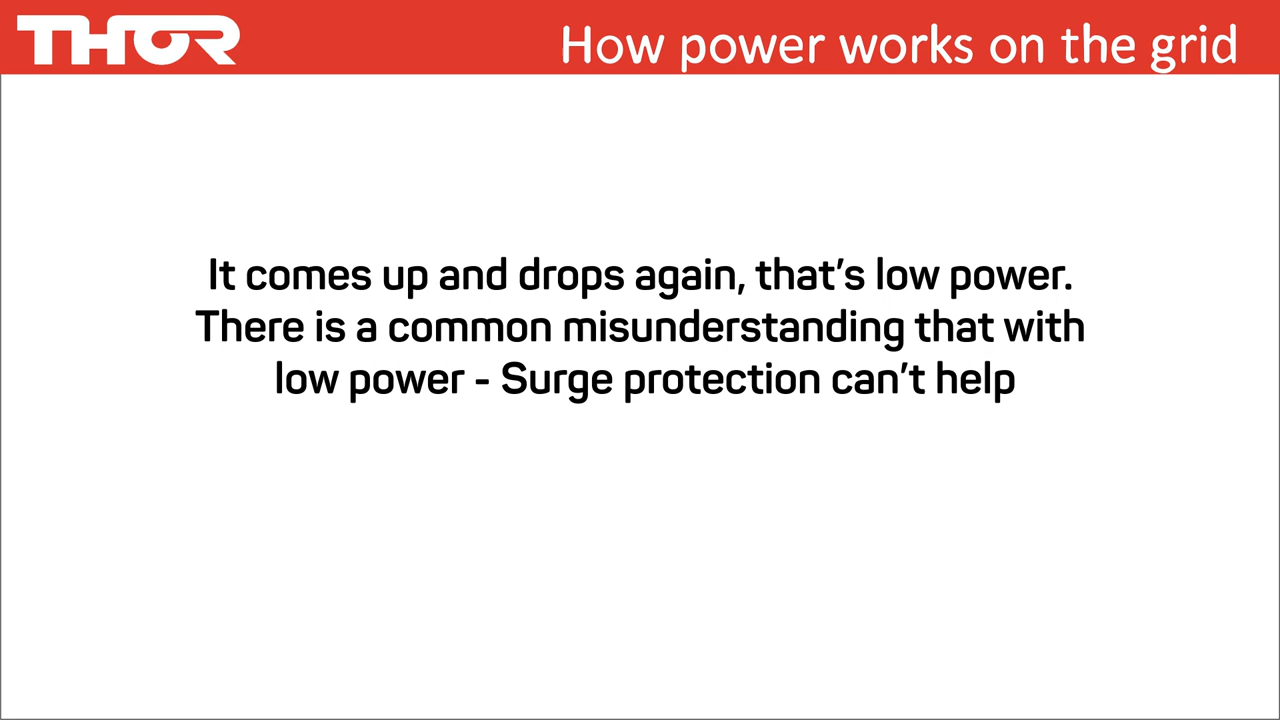 THOR
How power works on the grid
It comes up and drops again, that's low power.
There is a common misunderstanding that with
low power - Surge protection can't help